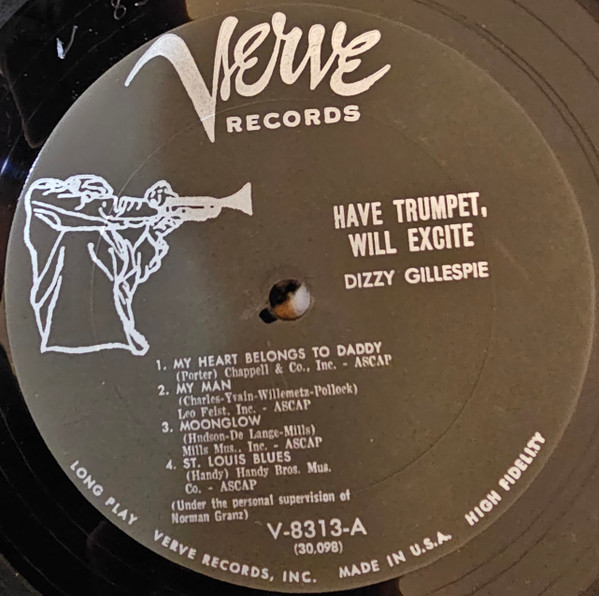 V 8
Verve
RECORDS
HAVE TRUMPET,
WILL EXCITE
DIZZY GILLESPIE
1. MY HEART BELONGS TO DADDY
(Porter) Chappell & Co., Inc. - ASCAP
2. MY MAN
(Charles-Yvain-Willemetz-Pollock)
Leo Feist, Inc. - ASCAP
3. MOONGLOW
(Hudson-De Lange-Mills)
Mills Mus., Inc. - ASCAP
4. ST. LOUIS BLUES
(Handy) Handy Bros. Mus.
Co. - ASCAP
(Under the personal supervision of
Norman Granz)
V-8313-A
(30,098)
LONG PLAY VERVE RECORDS, INC. MADE IN U.S.A. HIGH FIDELITY